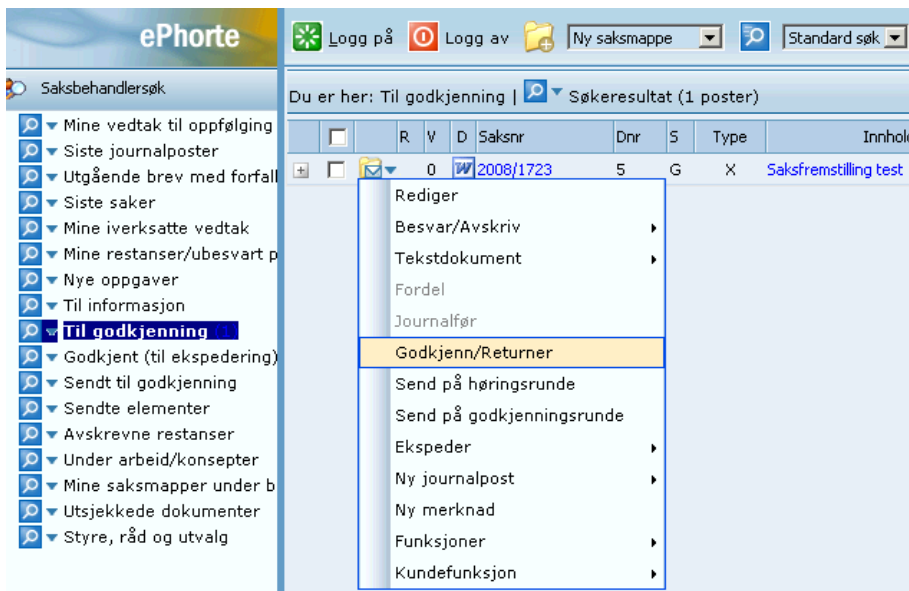 ePhorte
Logg på Logg av Ny saksmappe Standard søk
Saksbehandlersøk
Du er her: Til godkjenning | Søkeresultat (1 poster)
R V D Saksnr Dnr S Type Innhold
0 2008/1723 5 G X Saksfremstilling test
Mine vedtak til oppfølging
Siste journalposter
Utgående brev med forfall
Siste saker
Mine iverksatte vedtak
Mine restanser/ubesvart p
Nye oppgaver
Til informasjon
Til godkjenning (1)
Godkjent (til ekspedering)
Sendt til godkjenning
Sendte elementer
Avskrevne restanser
Under arbeid/konsepter
Mine saksmapper under b
Utsjekkede dokumenter
Styre, råd og utvalg
Rediger
Besvar/Avskriv
Tekstdokument
Fordel
Journalfør
Godkjenn/Returner
Send på høringsrunde
Send på godkjenningsrunde
Ekspeder
Ny journalpost
Ny merknad
Funksjoner
Kundefunksjon